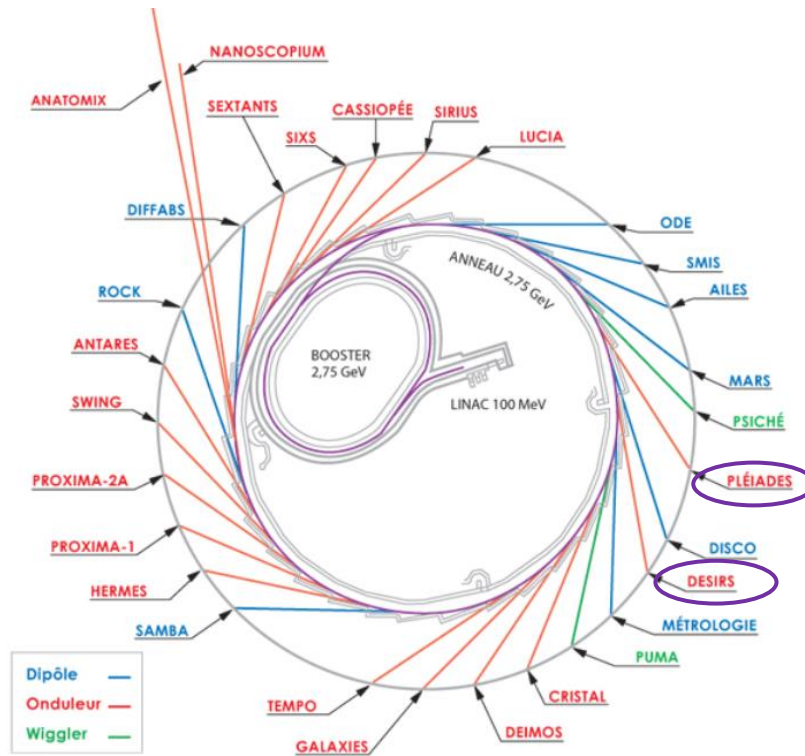 NANOSCOPIUM
ANATOMIX
SEXTANTS
CASSIOPÉE
SIRIUS
SIXS
LUCIA
DIFFABS
ODE
SMIS
AILES
ROCK
ANTARES
SWING
PROXIMA-2A
PROXIMA-1
HERMES
SAMBA
ANNEAU 2,75 GeV
BOOSTER
2,75 GeV
LINAC 100 MeV
MARS
PSICHÉ
PLÉIADES
DISCO
DESIRS
MÉTROLOGIE
PUMA
CRISTAL
DEIMOS
GALAXIES
TEMPO
Dipôle
Onduleur
Wiggler